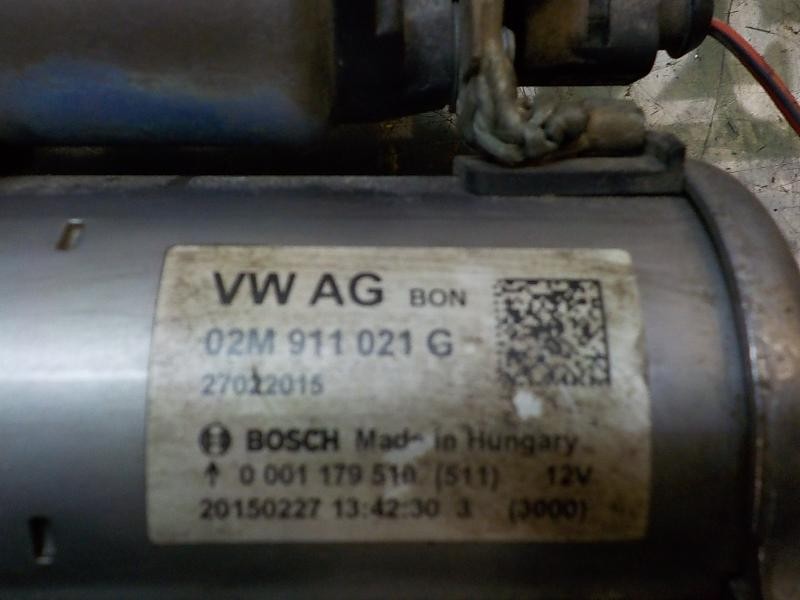 VW AG BON
02M 911 021 G
27022015
BOSCH Made in Hungary
↑ 0 001 179 510 (511) 12V
20150227 13:42:30 3 (3000)